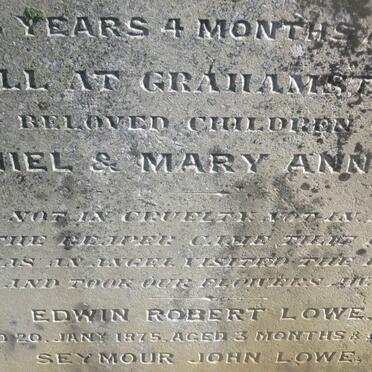 YEARS 4 MONTHS
LL AT GRAHAMST
BELOVED CHILDREN
IEL & MARY ANN
NOT IN CRUELTY, NOT IN
THE REAPER CAME THAT
AS AN ANGEL VISITED THE
AND TOOK OUR FLOWERS AW
EDWIN ROBERT LOWE,
D 20. JANY 1875. AGED 3 MONTHS &
SEYMOUR JOHN LOWE,